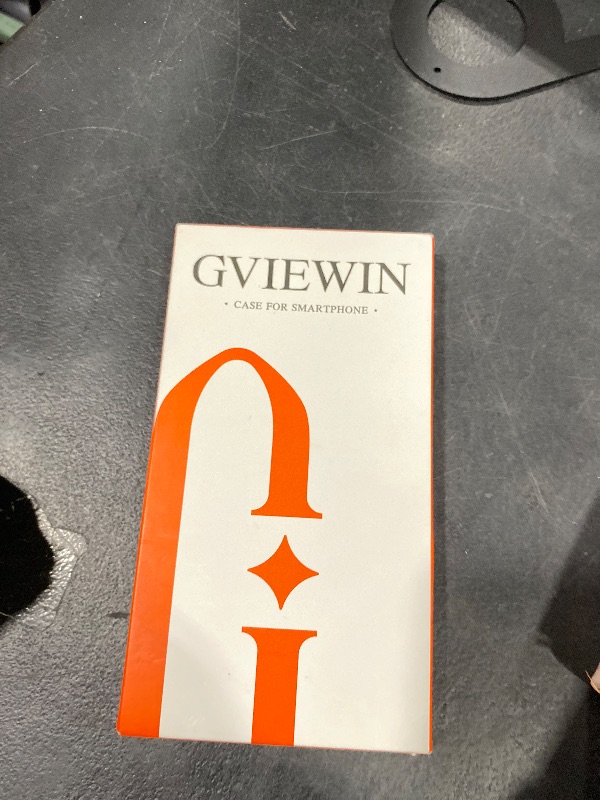 GVIEWIN
• CASE FOR SMARTPHONE •